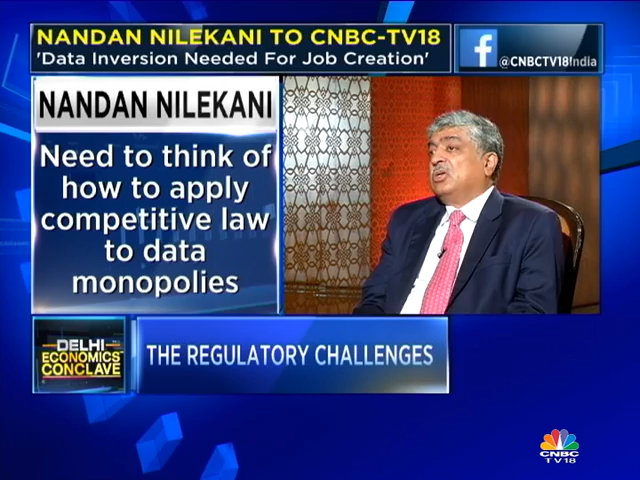 NANDAN NILEKANI TO CNBC-TV18
'Data Inversion Needed For Job Creation'
f
@CNBCTV18India
NANDAN NILEKANI
Need to think of
how to apply
competitive law
to data
monopolies
DELHI
ECONOMICS
CONCLAVE
THE REGULATORY CHALLENGES
CNBC
TV18